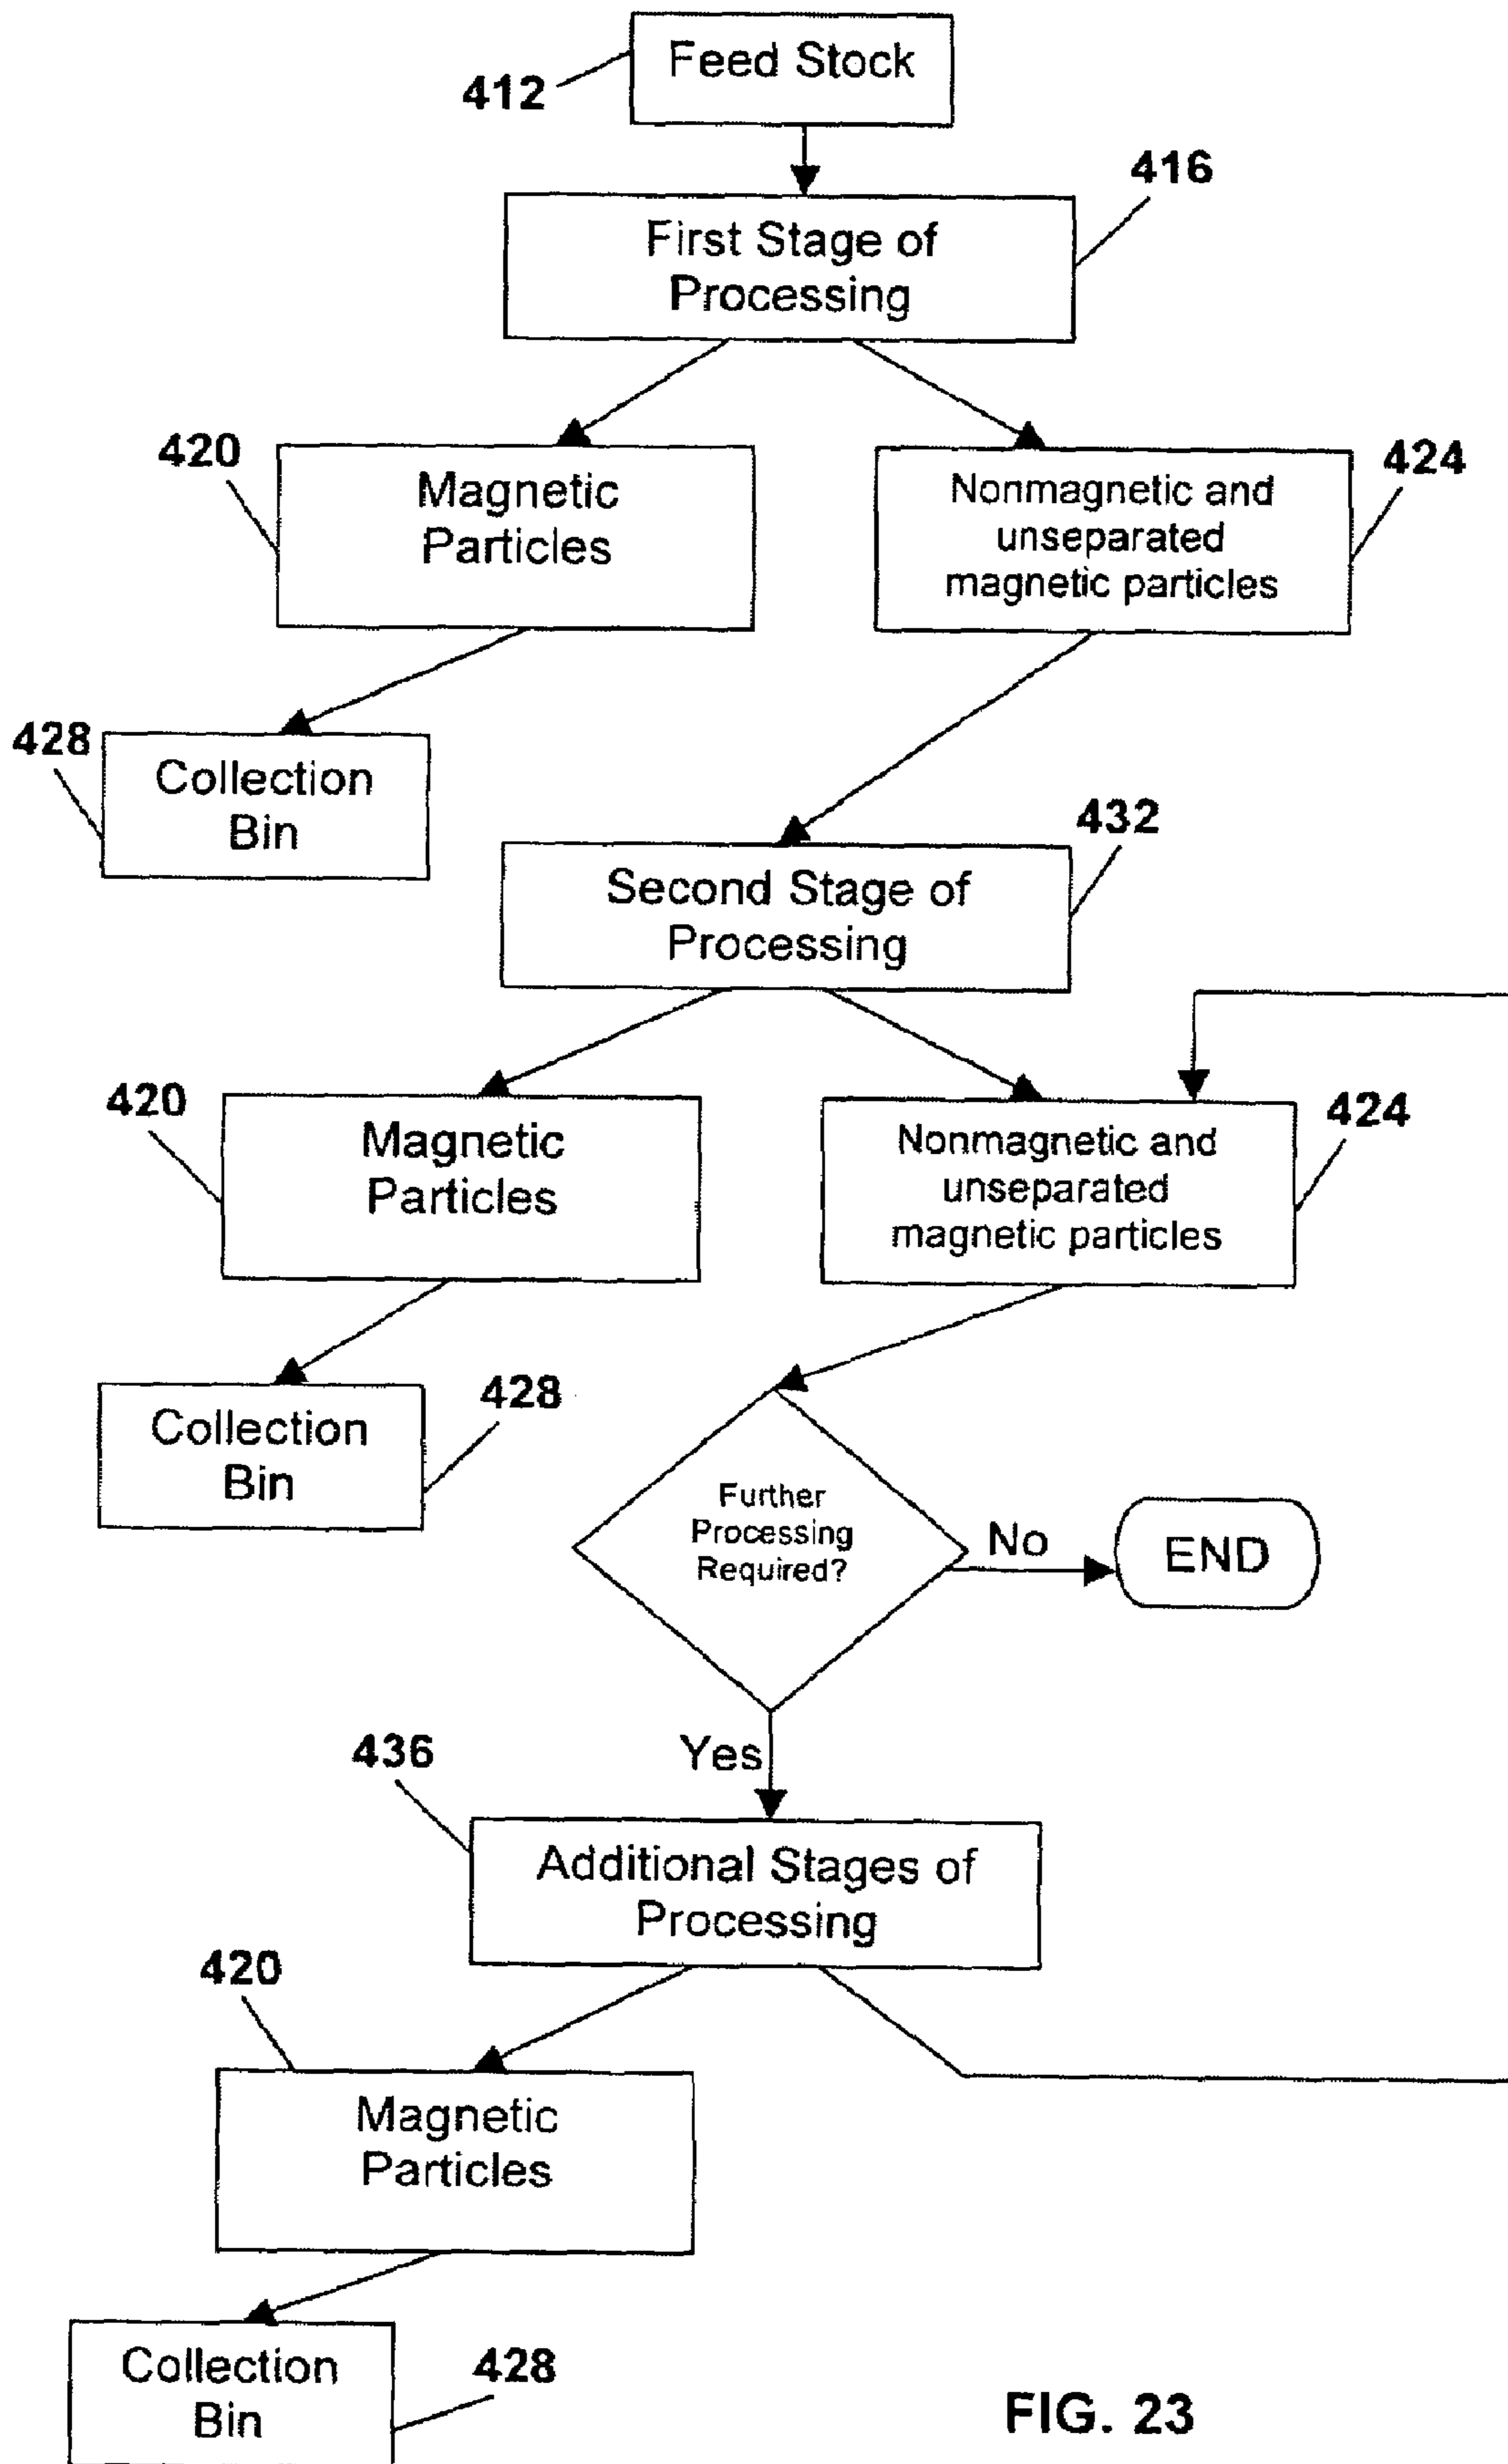 Feed Stock
412
416
First Stage of
Processing
420
Magnetic
Particles
424
Nonmagnetic and
unseparated
magnetic particles
428
Collection
Bin
432
Second Stage of
Processing
420
Magnetic
Particles
424
Nonmagnetic and
unseparated
magnetic particles
428
Collection
Bin
Further
Processing
Required?
No
END
Yes
436
Additional Stages of
Processing
420
Magnetic
Particles
Collection
Bin
428
FIG. 23